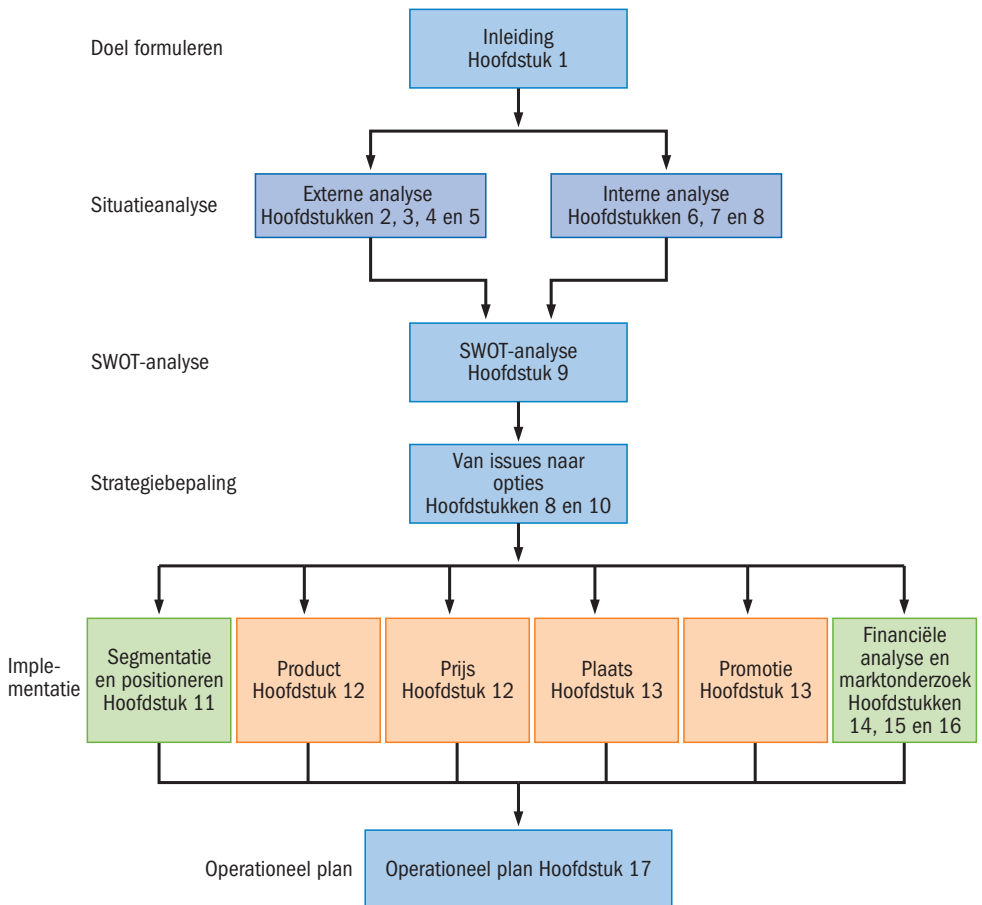 Doel formuleren
Inleiding
Hoofdstuk 1
Situatieanalyse
Externe analyse
Hoofdstukken 2, 3, 4 en 5
Interne analyse
Hoofdstukken 6, 7 en 8
SWOT-analyse
SWOT-analyse
Hoofdstuk 9
Strategiebepaling
Van issues naar
opties
Hoofdstukken 8 en 10
Imple-
mentatie
Segmentatie
en positioneren
Hoofdstuk 11
Product
Hoofdstuk 12
Prijs
Hoofdstuk 12
Plaats
Hoofdstuk 13
Promotie
Hoofdstuk 13
Financiële
analyse en
marktonderzoek
Hoofdstukken
14, 15 en 16
Operationeel plan
Operationeel plan Hoofdstuk 17